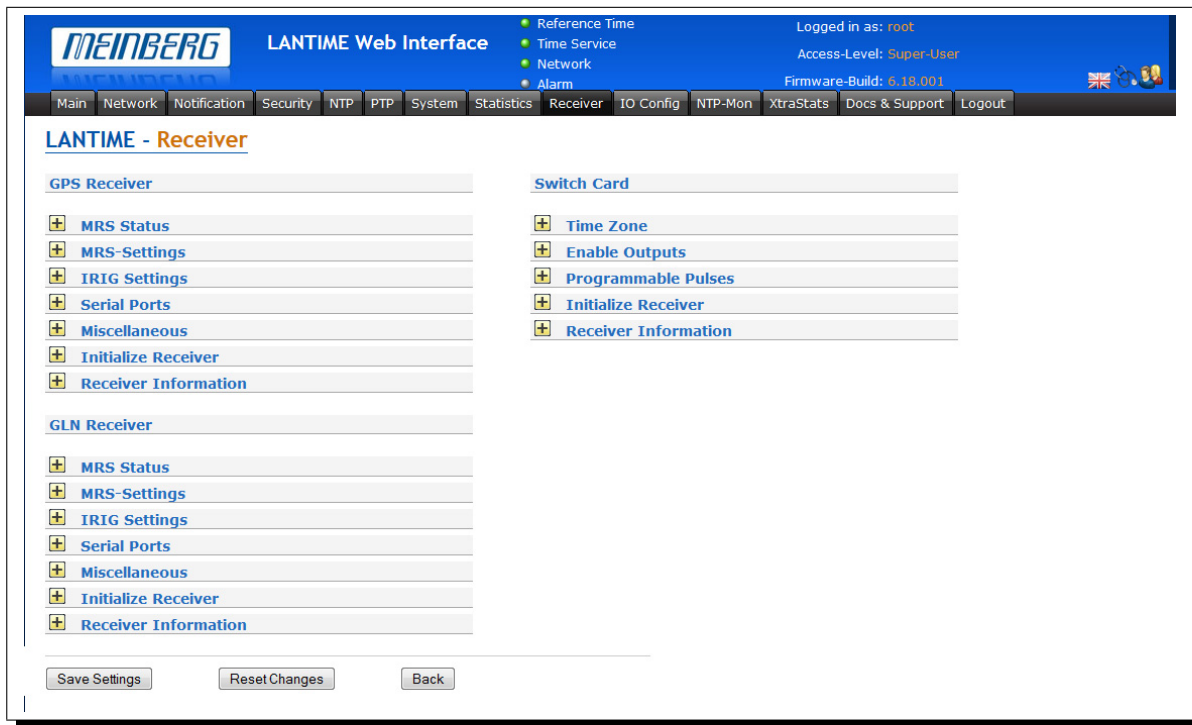 MEINBERG
LANTIME Web Interface
Reference Time
Time Service
Network
Alarm
Logged in as: root
Access-Level: Super-User
Firmware-Build: 6.18.001
Main Network Notification Security NTP PTP System Statistics Receiver IO Config NTP-Mon XtraStats Docs & Support Logout
LANTIME - Receiver
GPS Receiver
MRS Status
MRS-Settings
IRIG Settings
Serial Ports
Miscellaneous
Initialize Receiver
Receiver Information
GLN Receiver
MRS Status
MRS-Settings
IRIG Settings
Serial Ports
Miscellaneous
Initialize Receiver
Receiver Information
Switch Card
Time Zone
Enable Outputs
Programmable Pulses
Initialize Receiver
Receiver Information
Save Settings Reset Changes Back